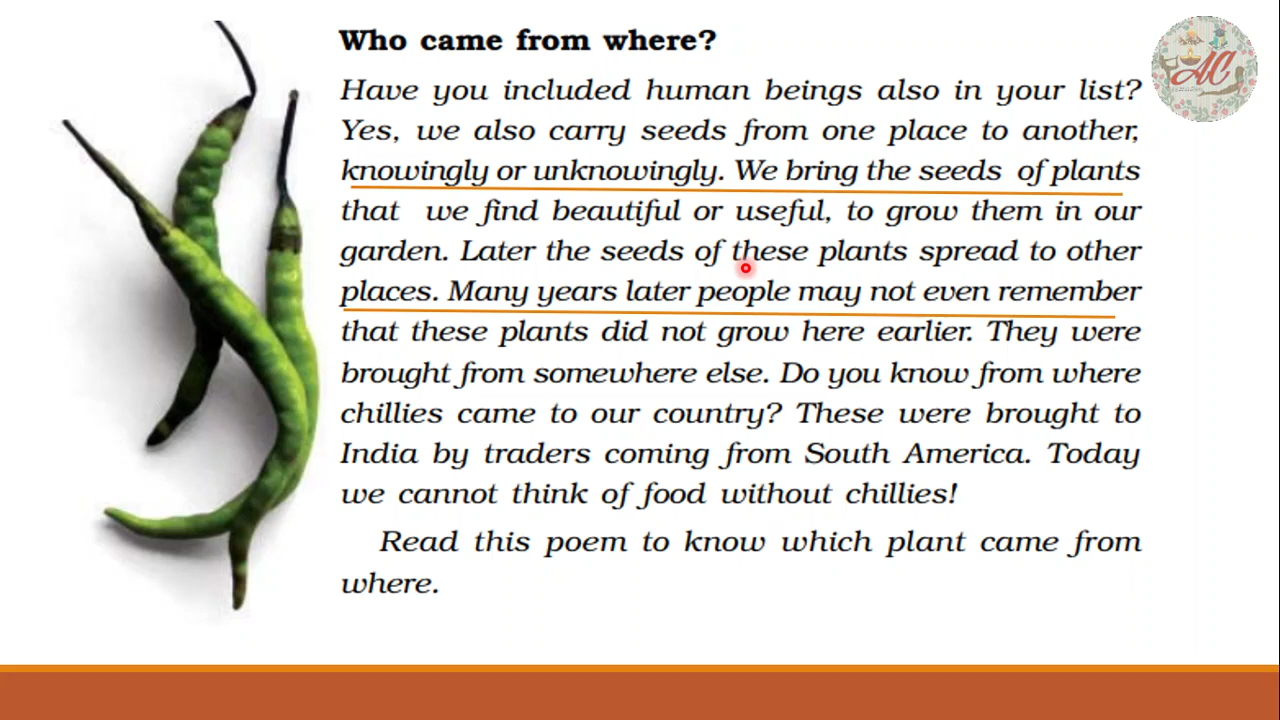 Who came from where?
Have you included human beings also in your list?
Yes, we also carry seeds from one place to another,
knowingly or unknowingly. We bring the seeds of plants
that we find beautiful or useful, to grow them in our
garden. Later the seeds of these plants spread to other
places. Many years later people may not even remember
that these plants did not grow here earlier. They were
brought from somewhere else. Do you know from where
chillies came to our country? These were brought to
India by traders coming from South America. Today
we cannot think of food without chillies!
Read this poem to know which plant came from
where.
AC